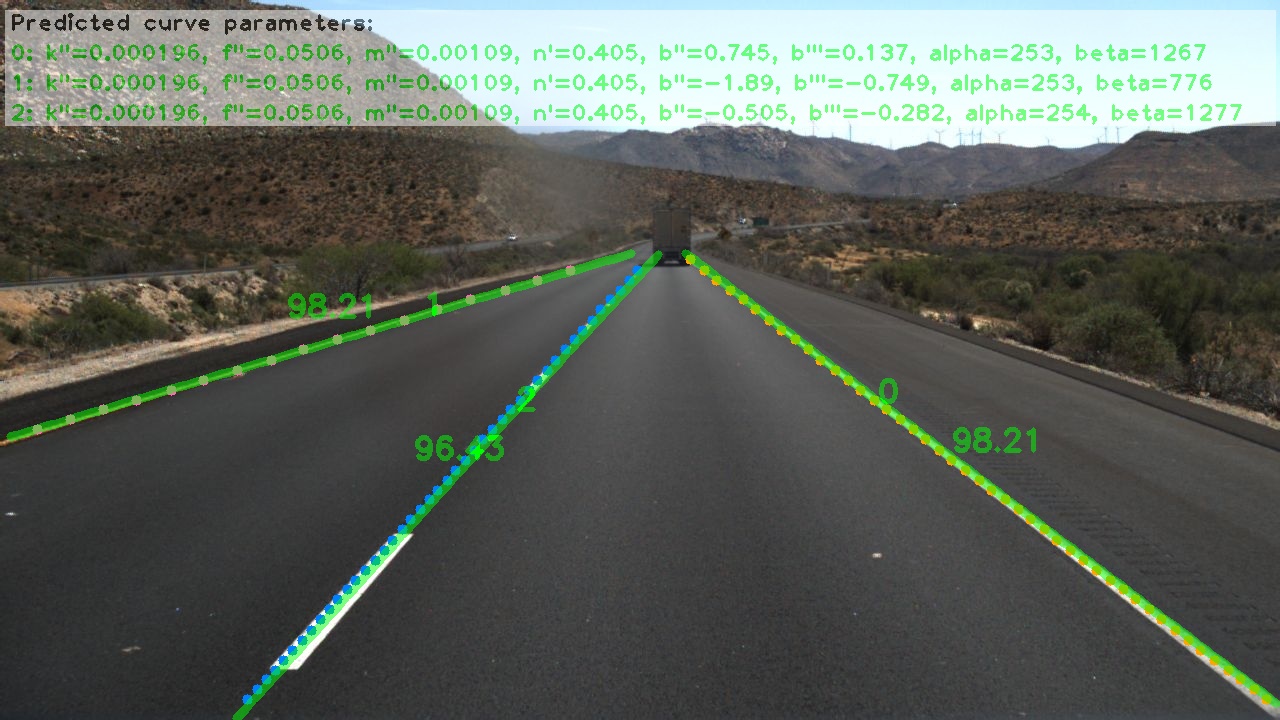 Predicted curve parameters:
0: k''=0.000196, f''=0.0506, m''=0.00109, n'=0.405, b''=0.745, b'''=0.137, alpha=253, beta=1267
1: k''=0.000196, f''=0.0506, m''=0.00109, n'=0.405, b''=-1.89, b'''=-0.749, alpha=253, beta=776
2: k''=0.000196, f''=0.0506, m''=0.00109, n'=0.405, b''=-0.505, b'''=-0.282, alpha=254, beta=1277
98.21 1
2 0
96.43 98.21